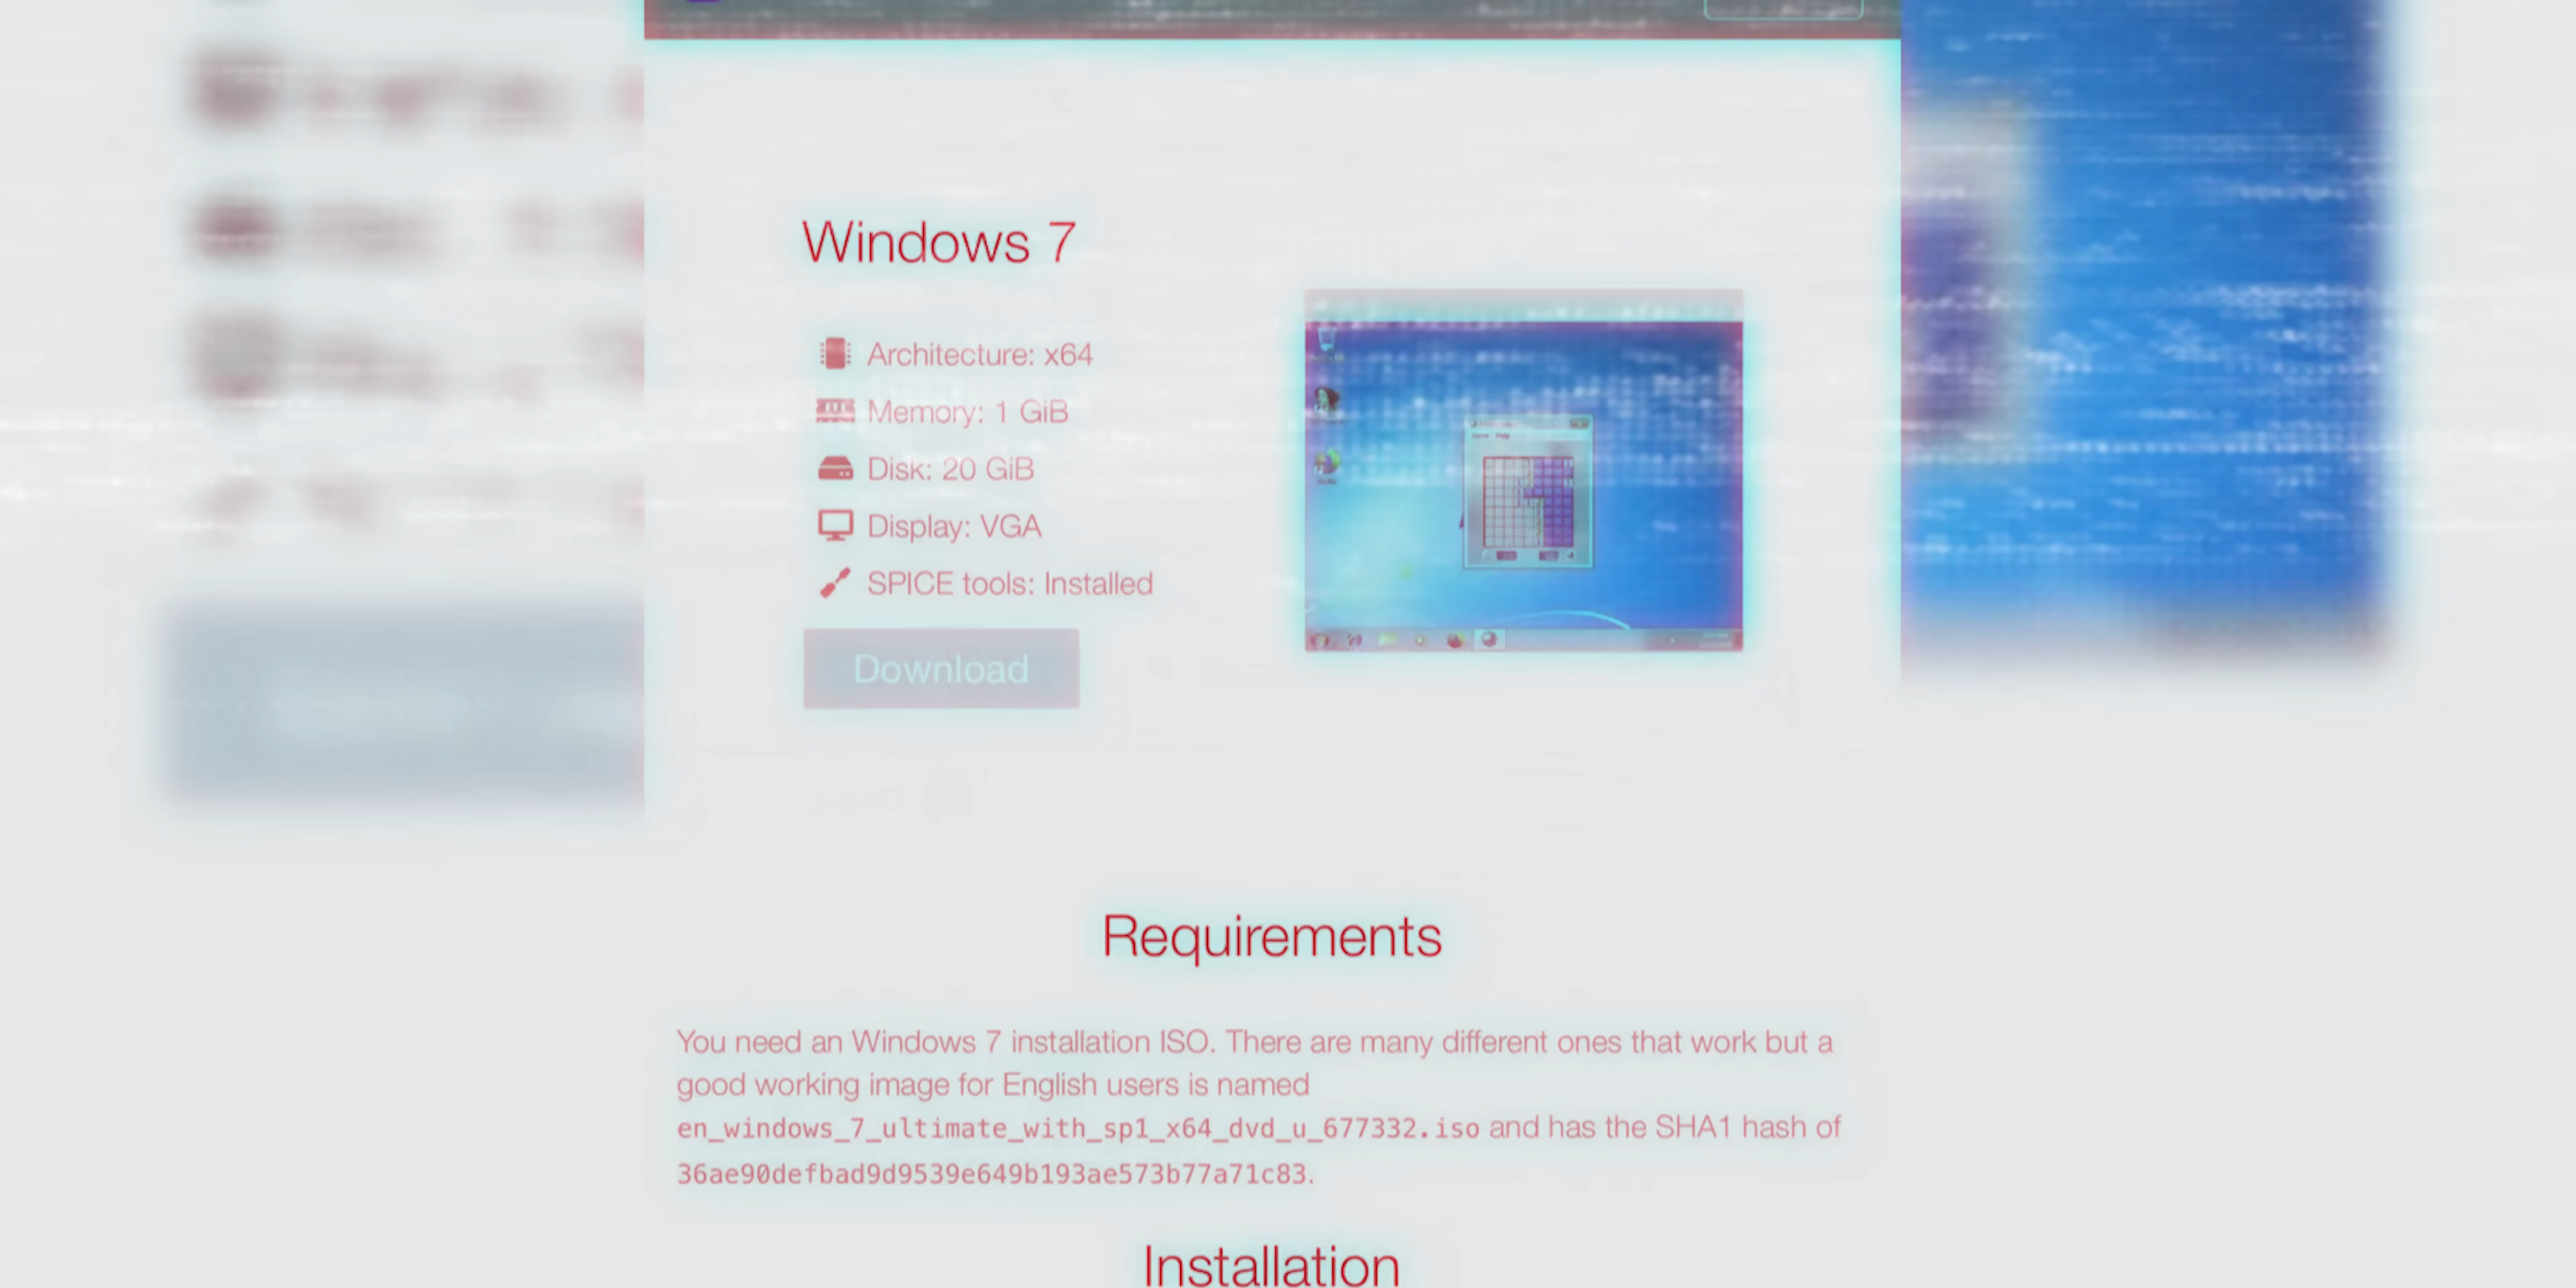 Windows 7
Architecture: x64
Memory: 1 GiB
Disk: 20 GiB
Display: VGA
SPICE tools: Installed
Download
Game Help
Requirements
You need an Windows 7 installation ISO. There are many different ones that work but a
good working image for English users is named
en_windows_7_ultimate_with_sp1_x64_dvd_u_677332.iso and has the SHA1 hash of
36ae90defbad9d9539e649b193ae573b77a71c83.
Installation